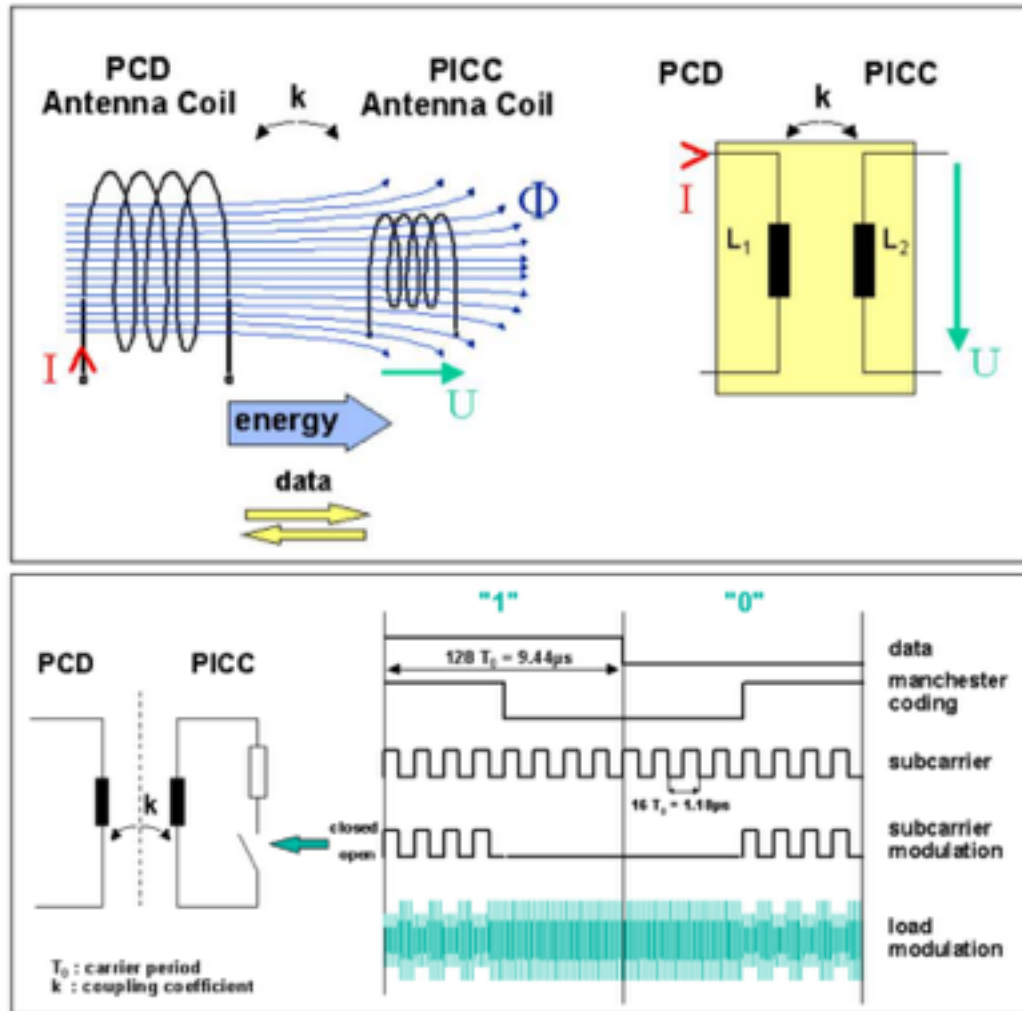 PCD
Antenna Coil
k
PICC
Antenna Coil
Φ
I
U
energy
data
PCD
PICC
k
I
L₁
L₂
U
"1"
"0"
PCD
PICC
k
closed
open
T₀ : carrier period
k : coupling coefficient
128 T₀ = 9.44µs
data
manchester
coding
subcarrier
16 T₀ = 1.18µs
subcarrier
modulation
load
modulation